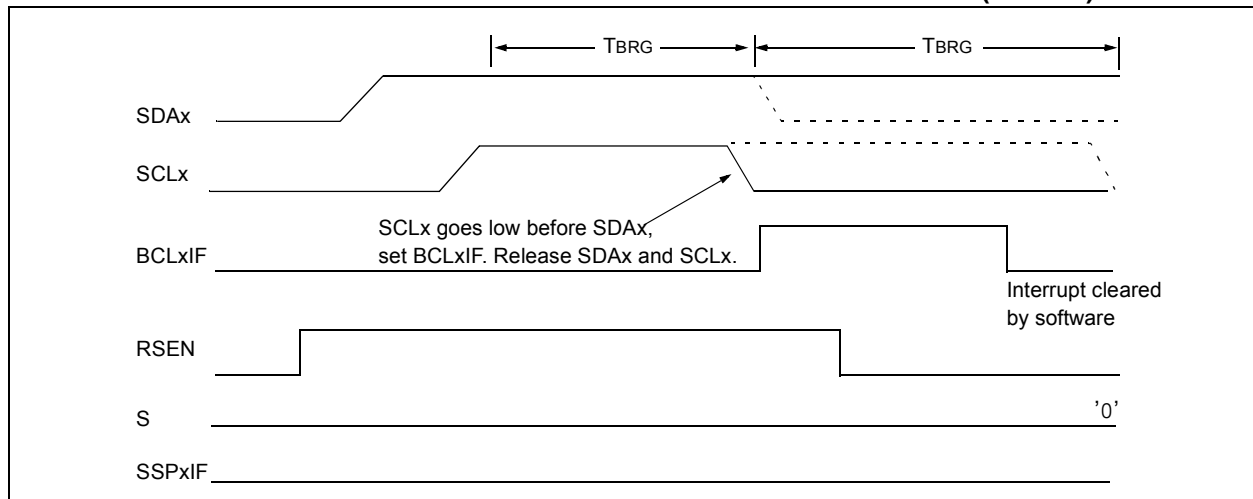 TBRG TBRG
SDAx
SCLx
SCLx goes low before SDAx,
set BCLxIF. Release SDAx and SCLx.
BCLxIF
Interrupt cleared
by software
RSEN
S '0'
SSPxIF